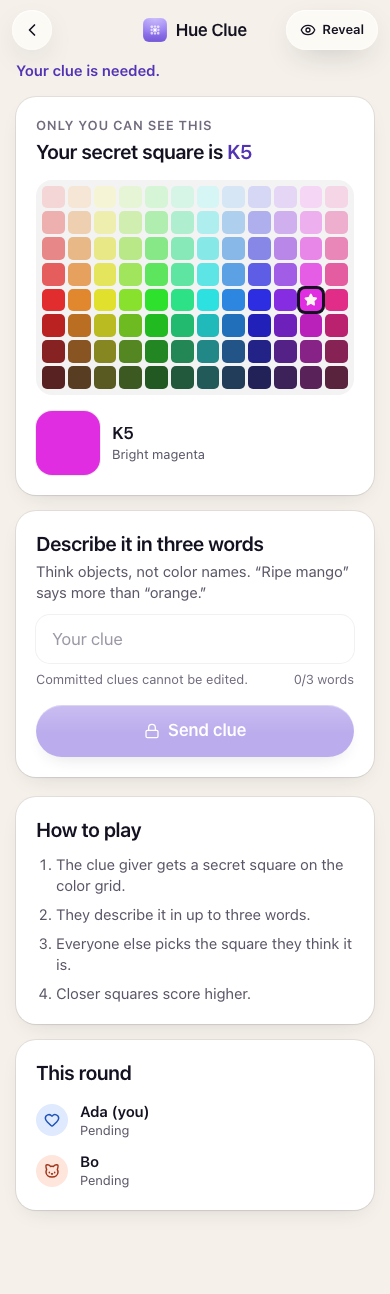 Hue Clue
Reveal
Your clue is needed.
ONLY YOU CAN SEE THIS
Your secret square is K5
K5
Bright magenta
Describe it in three words
Think objects, not color names. “Ripe mango”
says more than “orange.”
Your clue
Committed clues cannot be edited.
0/3 words
Send clue
How to play
1. The clue giver gets a secret square on the
color grid.
2. They describe it in up to three words.
3. Everyone else picks the square they think it
is.
4. Closer squares score higher.
This round
Ada (you)
Pending
Bo
Pending